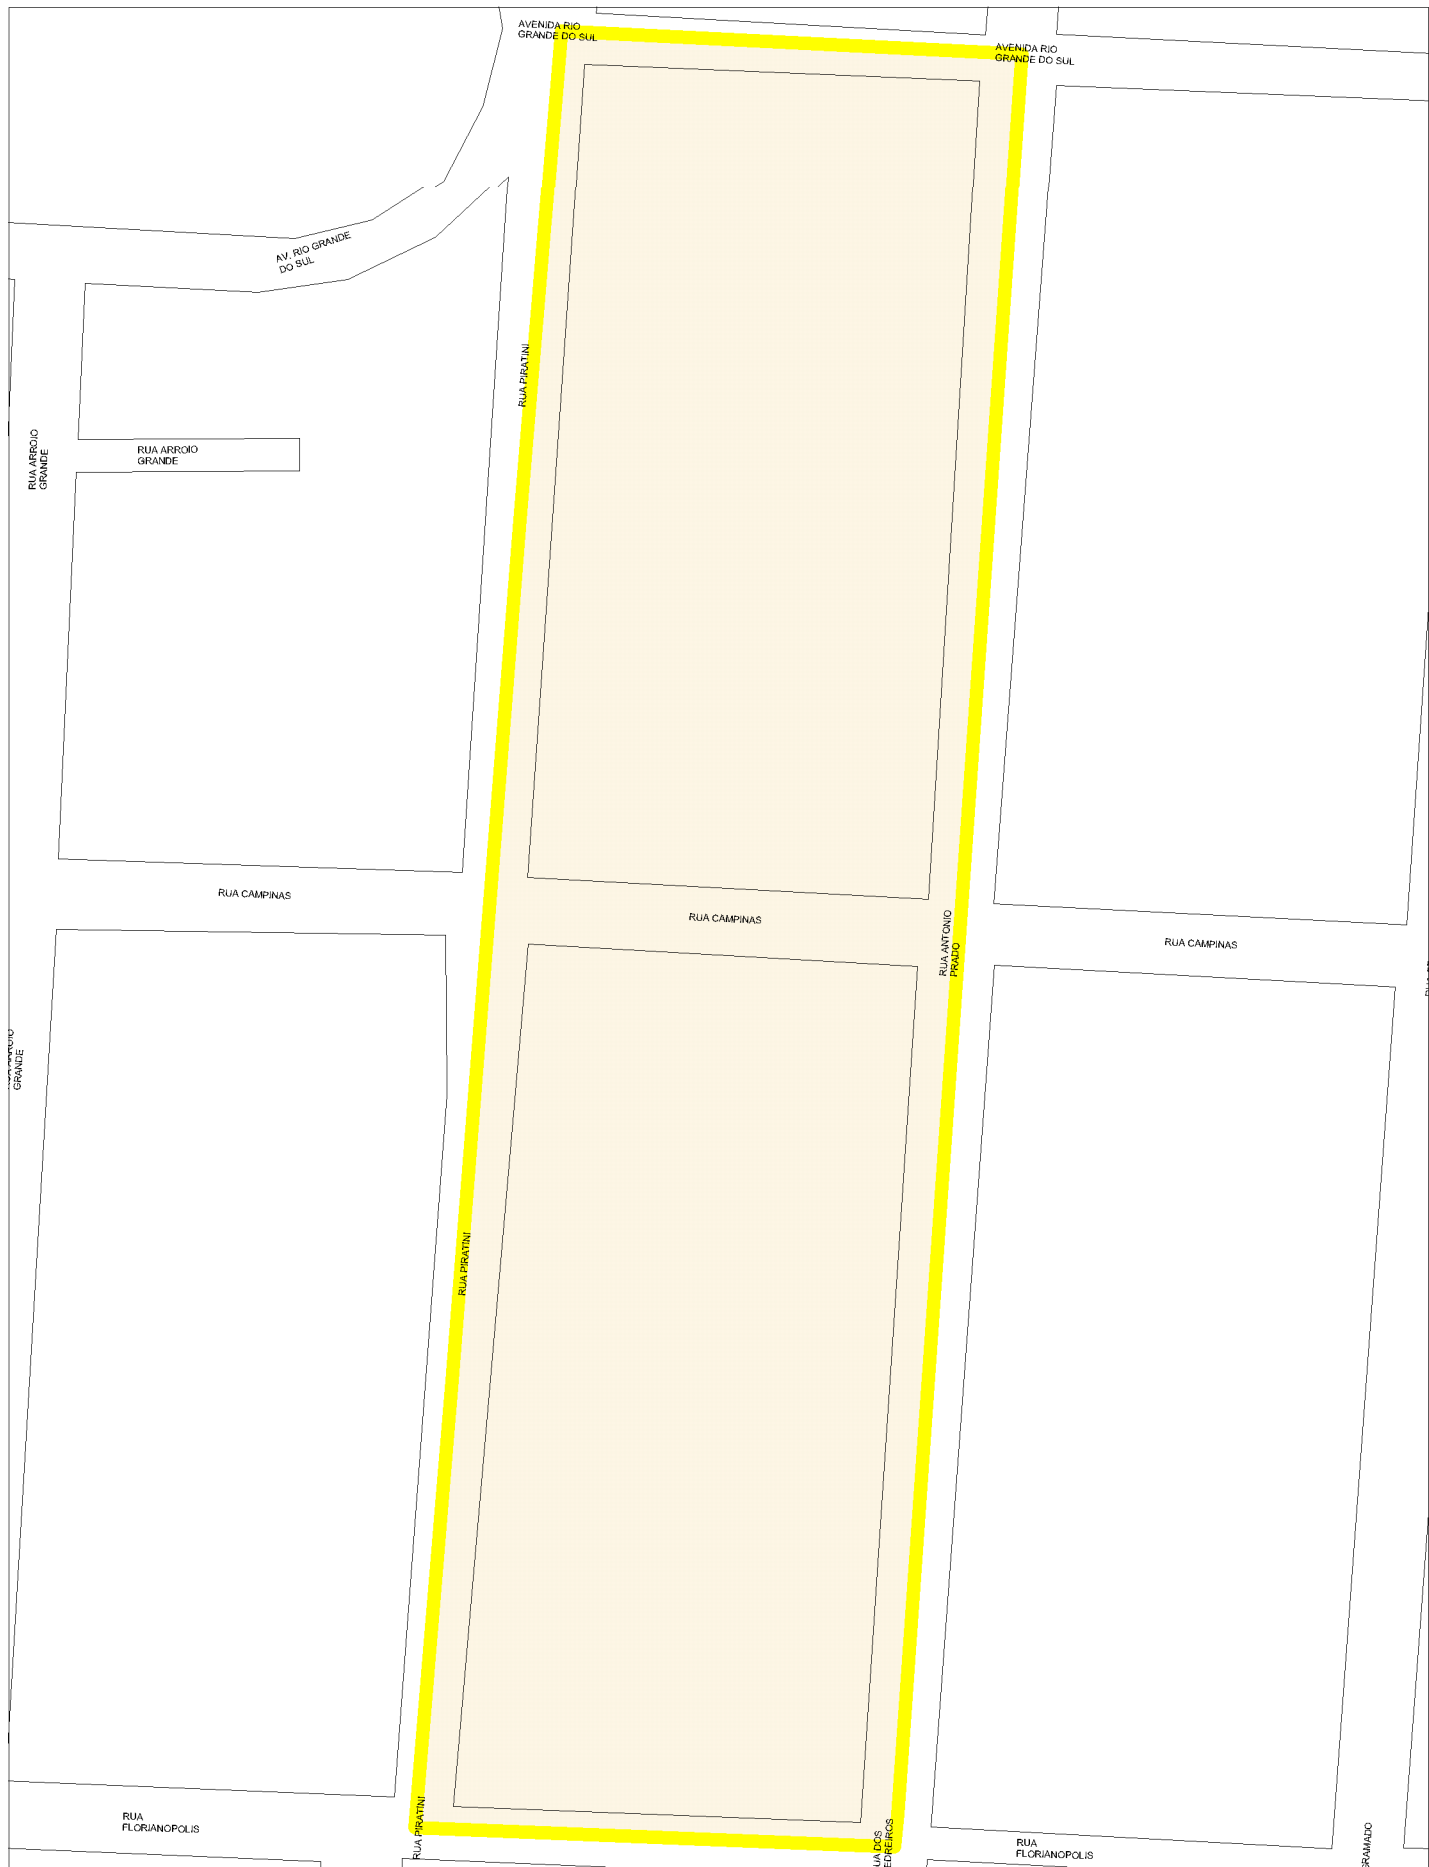 AVENIDA RIO
GRANDE DO SUL
AVENIDA RIO
GRANDE DO SUL
AV. RIO GRANDE
DO SUL
RUA PIRATINI
RUA ARROIO
GRANDE
RUA ARROIO
GRANDE
RUA CAMPINAS
RUA CAMPINAS
RUA CAMPINAS
RUA ANTONIO
PRADO
GRANDE
RUA PIRATINI
RUA PIRATINI
RUA
FLORIANOPOLIS
DOS
RUA
FLORIANOPOLIS